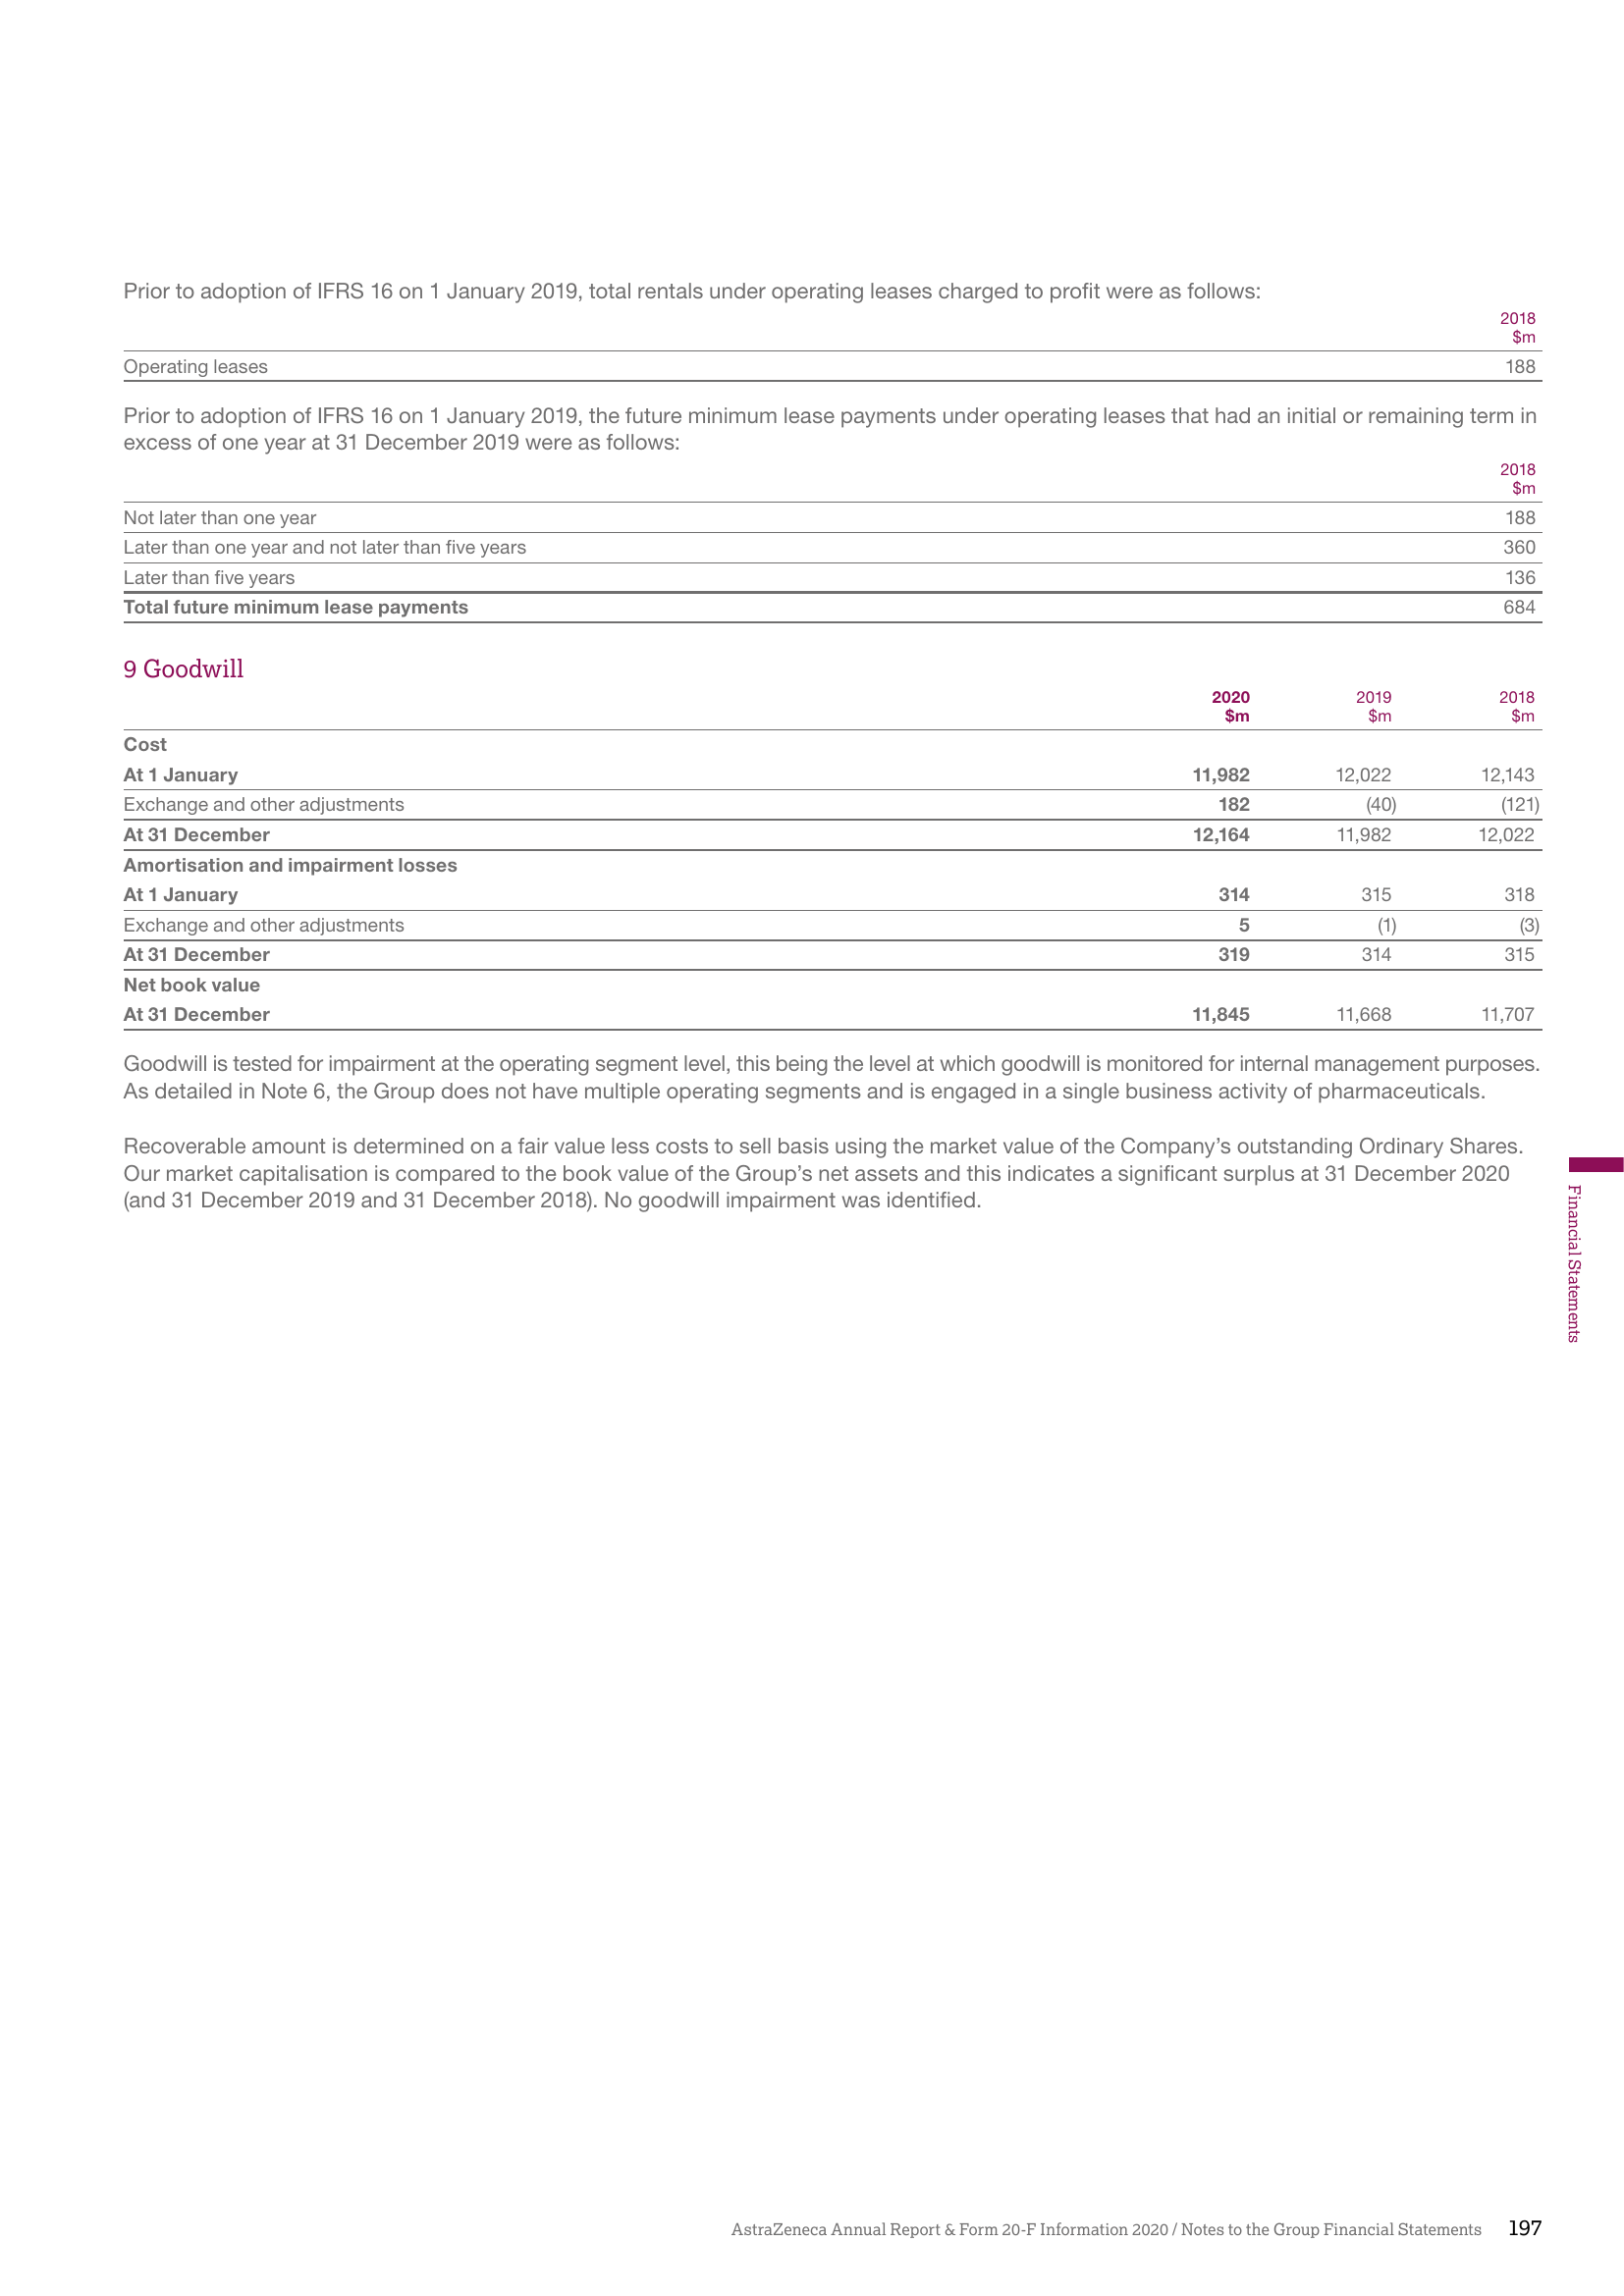 Prior to adoption of IFRS 16 on 1 January 2019, total rentals under operating leases charged to profit were as follows:
2018
$m
Operating leases 188
Prior to adoption of IFRS 16 on 1 January 2019, the future minimum lease payments under operating leases that had an initial or remaining term in
excess of one year at 31 December 2019 were as follows:
2018
$m
Not later than one year 188
Later than one year and not later than five years 360
Later than five years 136
Total future minimum lease payments 684
9 Goodwill
2020 2019 2018
$m $m $m
Cost
At 1 January 11,982 12,022 12,143
Exchange and other adjustments 182 (40) (121)
At 31 December 12,164 11,982 12,022
Amortisation and impairment losses
At 1 January 314 315 318
Exchange and other adjustments 5 (1) (3)
At 31 December 319 314 315
Net book value
At 31 December 11,845 11,668 11,707
Goodwill is tested for impairment at the operating segment level, this being the level at which goodwill is monitored for internal management purposes.
As detailed in Note 6, the Group does not have multiple operating segments and is engaged in a single business activity of pharmaceuticals.
Recoverable amount is determined on a fair value less costs to sell basis using the market value of the Company’s outstanding Ordinary Shares.
Our market capitalisation is compared to the book value of the Group’s net assets and this indicates a significant surplus at 31 December 2020
(and 31 December 2019 and 31 December 2018). No goodwill impairment was identified.
Financial Statements
AstraZeneca Annual Report & Form 20-F Information 2020 / Notes to the Group Financial Statements 197